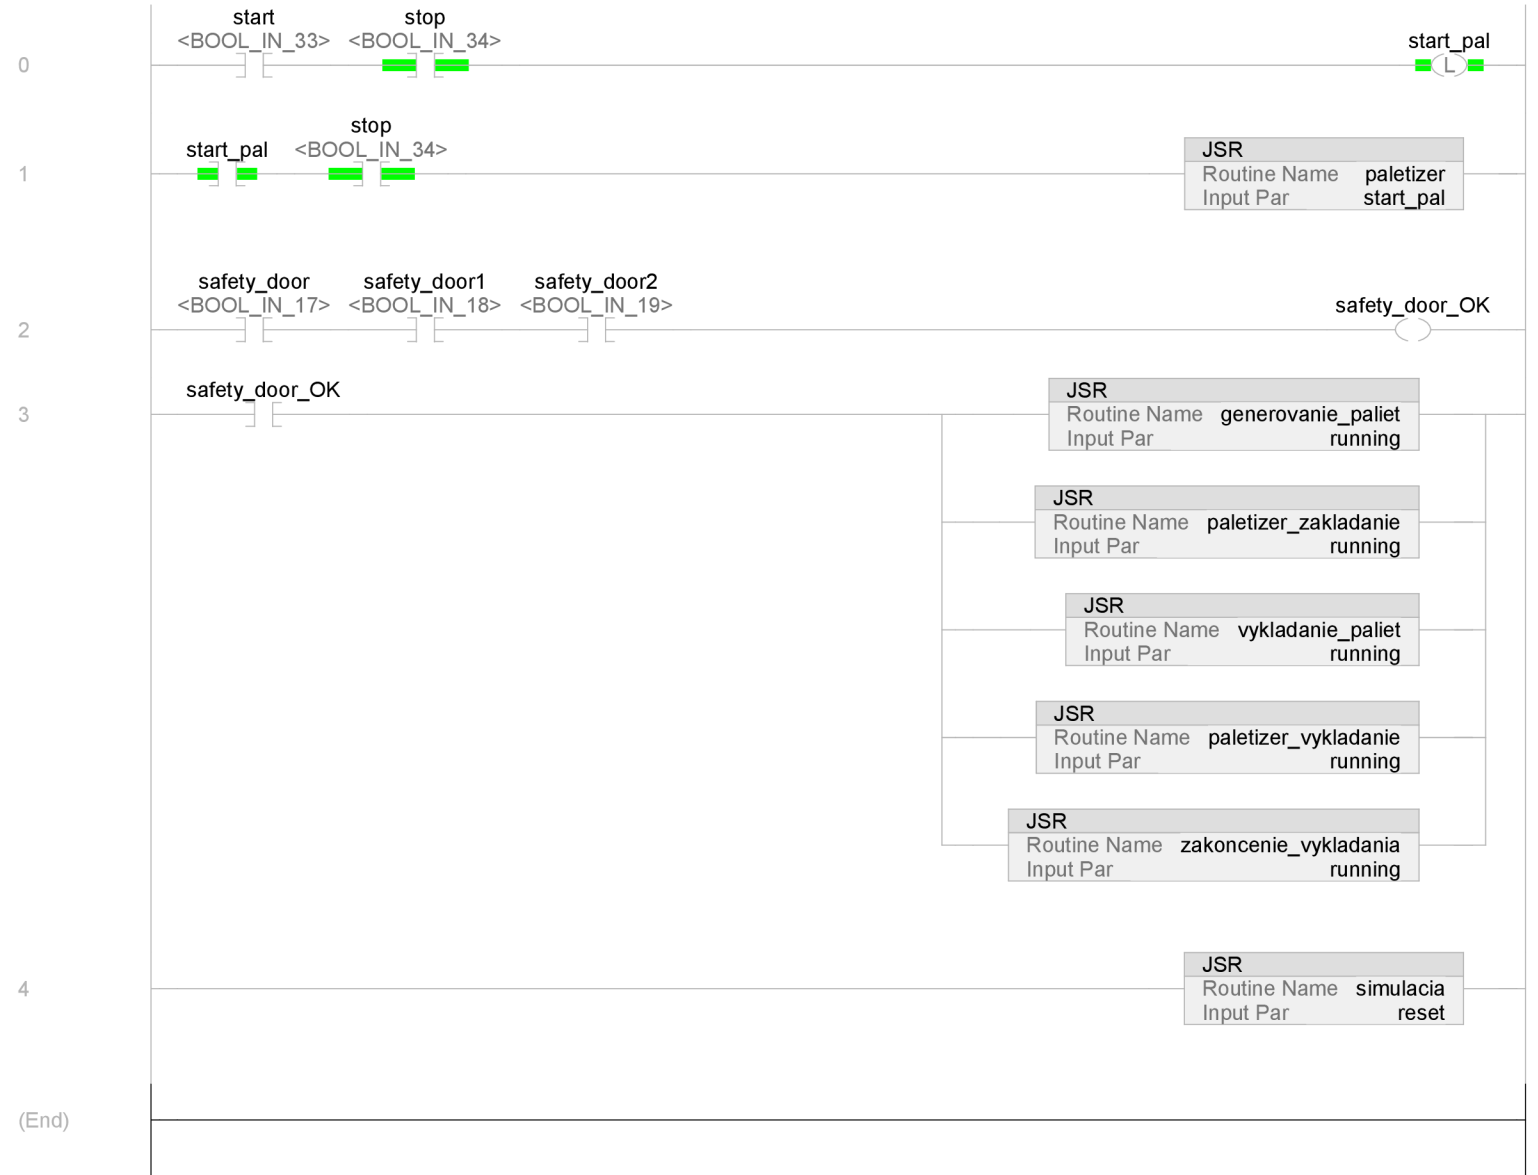 start stop
<BOOL_IN_33> <BOOL_IN_34> start_pal
0 L
stop
start_pal <BOOL_IN_34> JSR
1 Routine Name paletizer
Input Par start_pal
safety_door safety_door1 safety_door2
<BOOL_IN_17> <BOOL_IN_18> <BOOL_IN_19> safety_door_OK
2
safety_door_OK JSR
3 Routine Name generovanie_paliet
Input Par running
JSR
Routine Name paletizer_zakladanie
Input Par running
JSR
Routine Name vykladanie_paliet
Input Par running
JSR
Routine Name paletizer_vykladanie
Input Par running
JSR
Routine Name zakoncenie_vykladania
Input Par running
JSR
4 Routine Name simulacia
Input Par reset
(End)